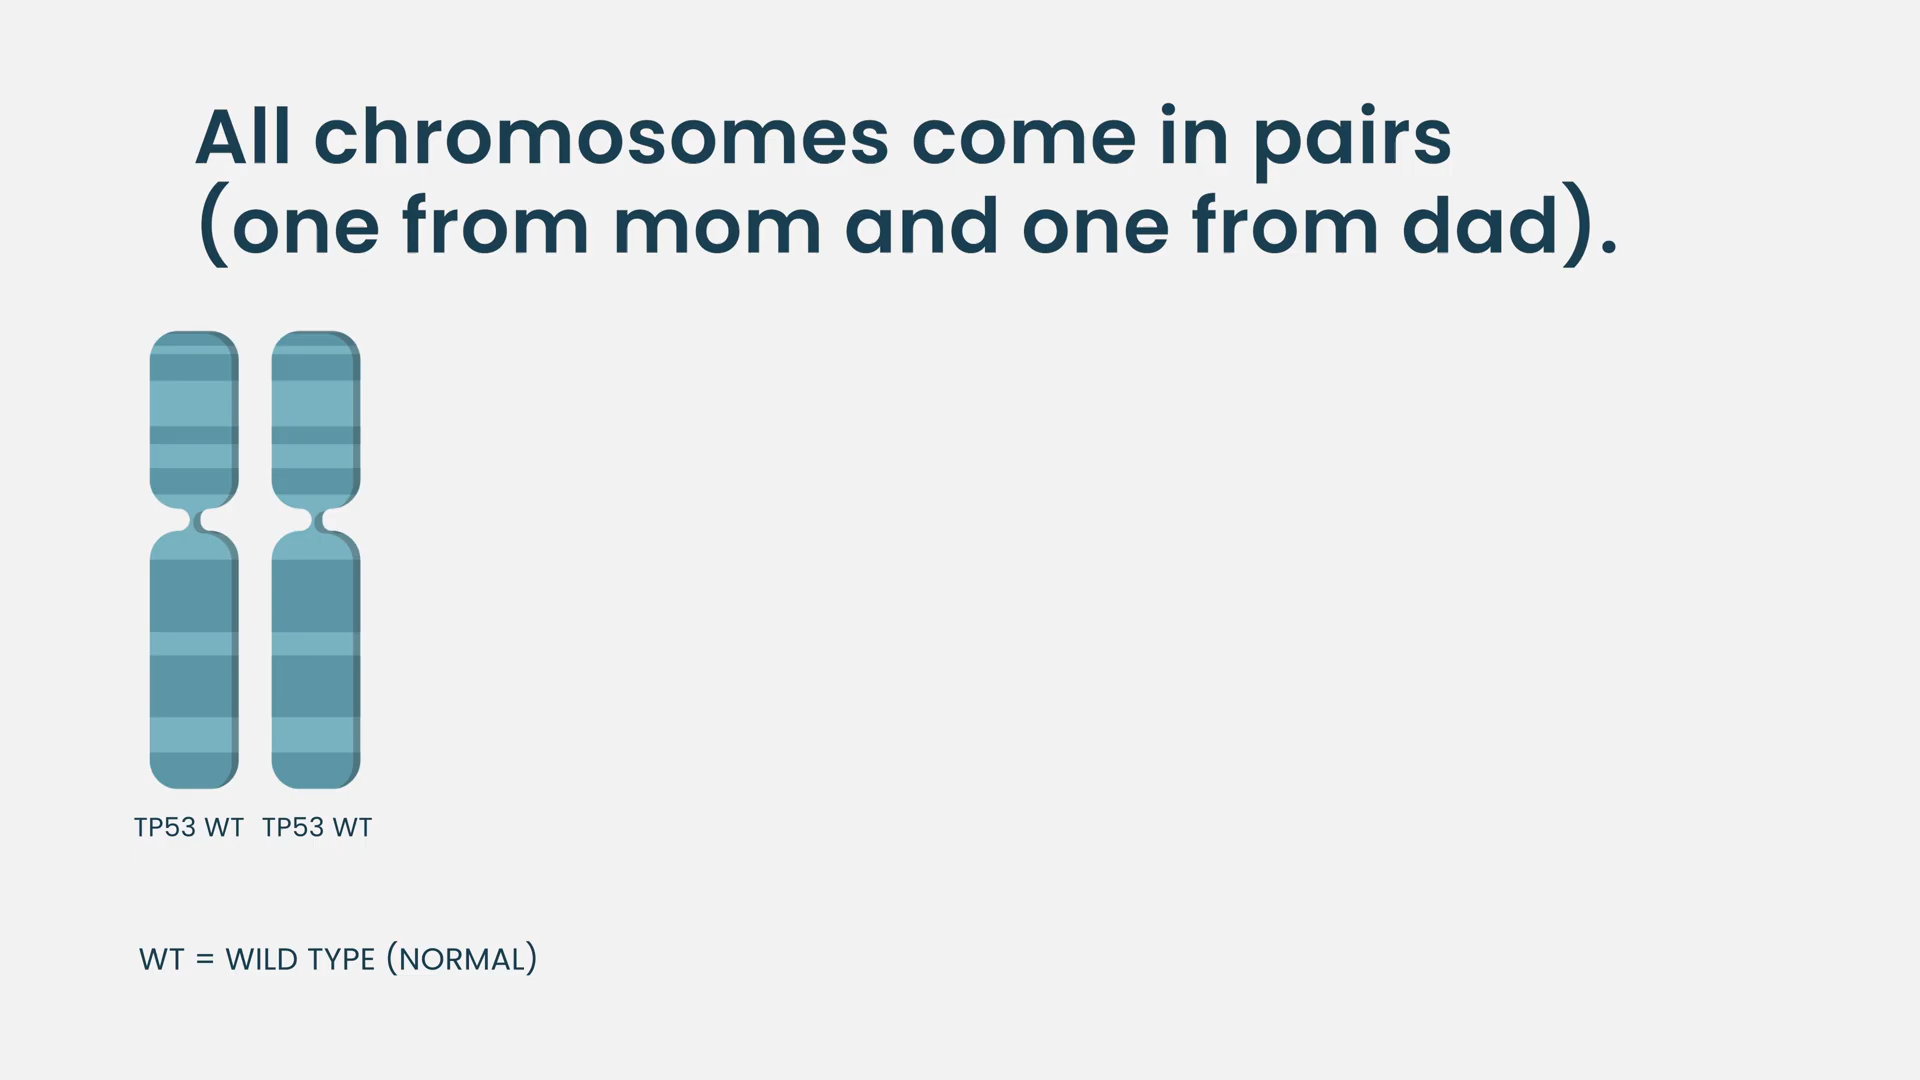 All chromosomes come in pairs
(one from mom and one from dad).
TP53 WT TP53 WT
WT = WILD TYPE (NORMAL)